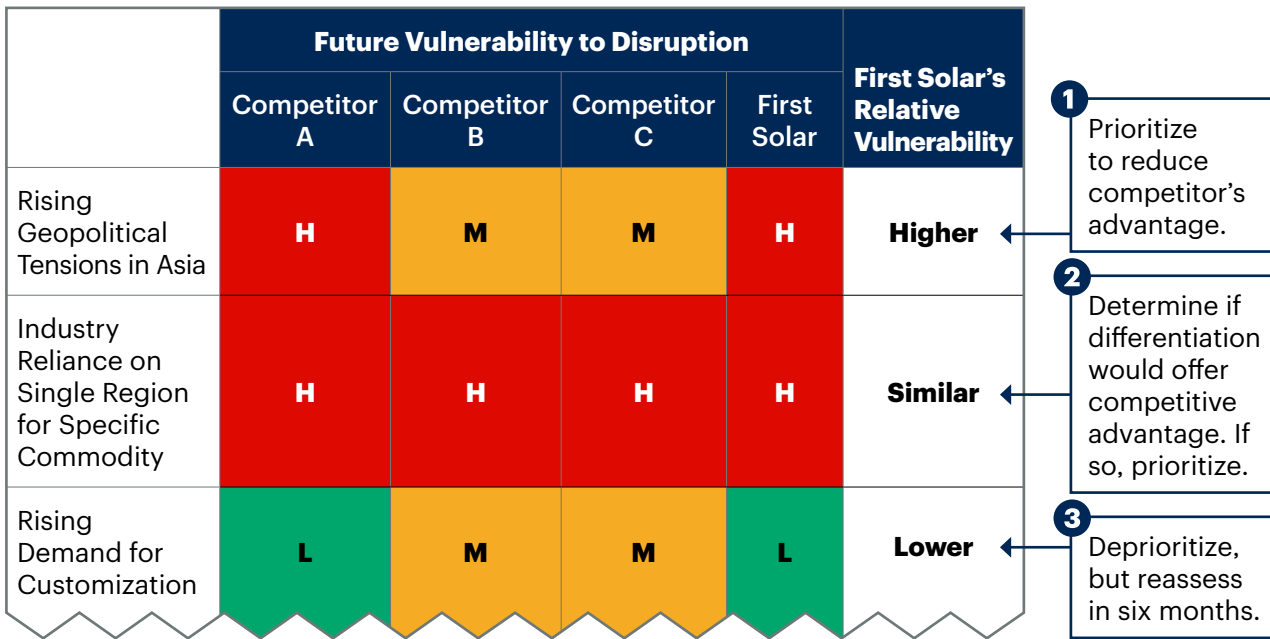 Future Vulnerability to Disruption
First Solar's
Relative
Vulnerability
Competitor
A
Competitor
B
Competitor
C
First
Solar
Rising
Geopolitical
Tensions in Asia
H
M
M
H
Higher
1
Prioritize
to reduce
competitor's
advantage.
Industry
Reliance on
Single Region
for Specific
Commodity
H
H
H
H
Similar
2
Determine if
differentiation
would offer
competitive
advantage. If
so, prioritize.
Rising
Demand for
Customization
L
M
M
L
Lower
3
Deprioritize,
but reassess
in six months.